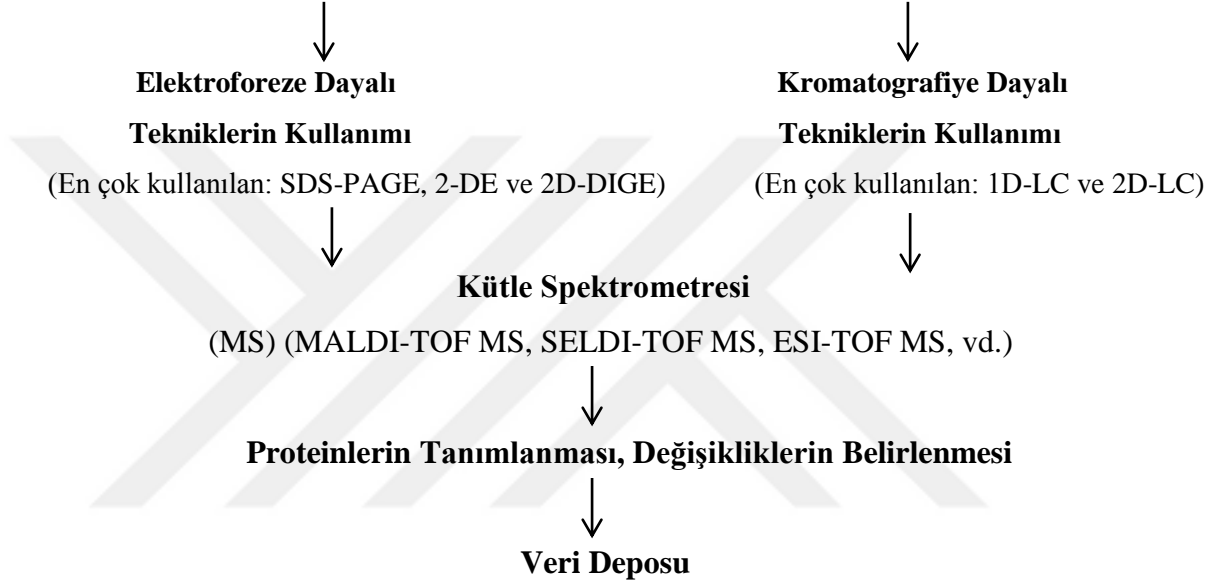 Elektroforeze Dayalı
Tekniklerin Kullanımı
(En çok kullanılan: SDS-PAGE, 2-DE ve 2D-DIGE)
Kromatografiye Dayalı
Tekniklerin Kullanımı
(En çok kullanılan: 1D-LC ve 2D-LC)
Kütle Spektrometresi
(MS) (MALDI-TOF MS, SELDI-TOF MS, ESI-TOF MS, vd.)
Proteinlerin Tanımlanması, Değişikliklerin Belirlenmesi
Veri Deposu